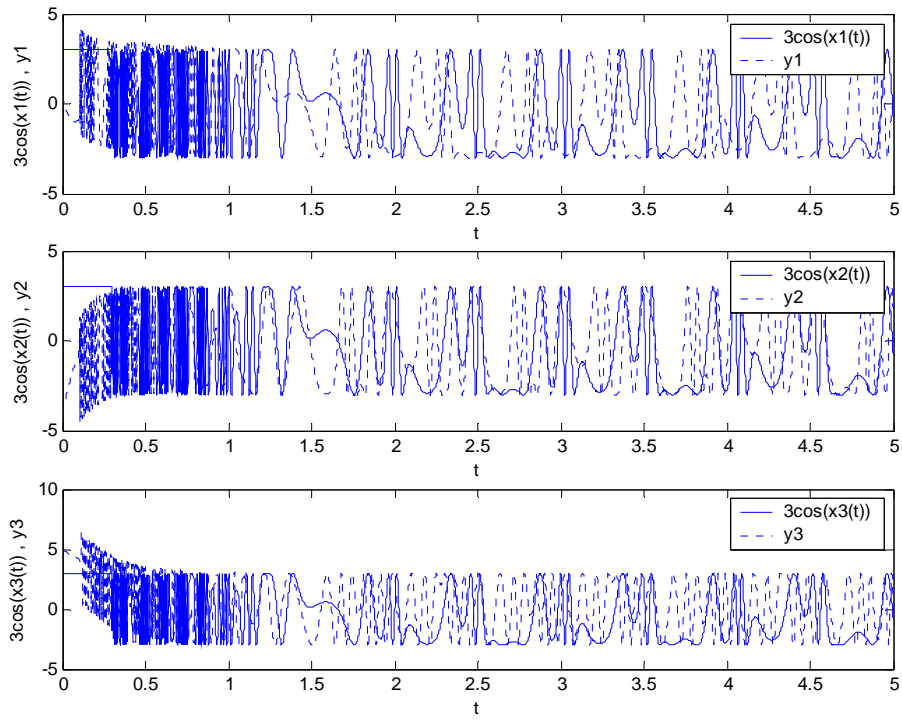 5
0
-5
3cos(x1(t)) , y1
3cos(x1(t))
y1
0 0.5 1 1.5 2 2.5 3 3.5 4 4.5 5
t
5
0
-5
3cos(x2(t)) , y2
3cos(x2(t))
y2
0 0.5 1 1.5 2 2.5 3 3.5 4 4.5 5
t
10
5
0
-5
3cos(x3(t)) , y3
3cos(x3(t))
y3
0 0.5 1 1.5 2 2.5 3 3.5 4 4.5 5
t